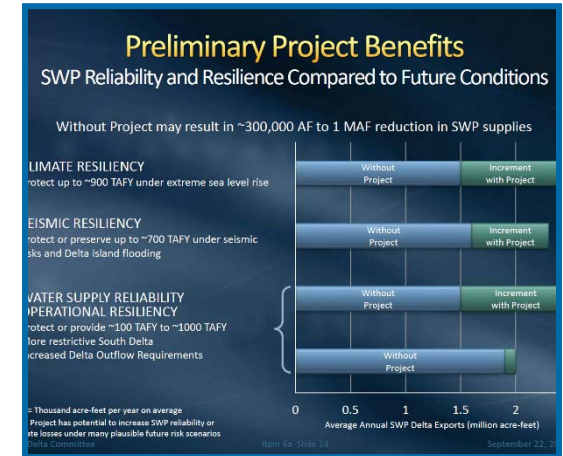 Preliminary Project Benefits
SWP Reliability and Resilience Compared to Future Conditions
Without Project may result in ~300,000 AF to 1 MAF reduction in SWP supplies
LIMATE RESILIENCY
rotect up to ~900 TAFY under extreme sea level rise
Without
Project
Increment
with Project
EISMIC RESILIENCY
rotect or preserve up to ~700 TAFY under seismic
sks and Delta island flooding
Without
Project
Increment
with Project
WATER SUPPLY RELIABILITY
OPERATIONAL RESILIENCY
rotect or provide ~100 TAFY to ~1000 TAFY
More restrictive South Delta
ncreased Delta Outflow Requirements
Without
Project
Increment
with Project
Without
Project
0 0.5 1 1.5 2
Average Annual SWP Delta Exports (million acre-feet)
= Thousand acre-feet per year on average
Project has potential to increase SWP reliability or
te losses under many plausible future risk scenarios
Delta Committee
Item 6a Slide 14
September 22, 20